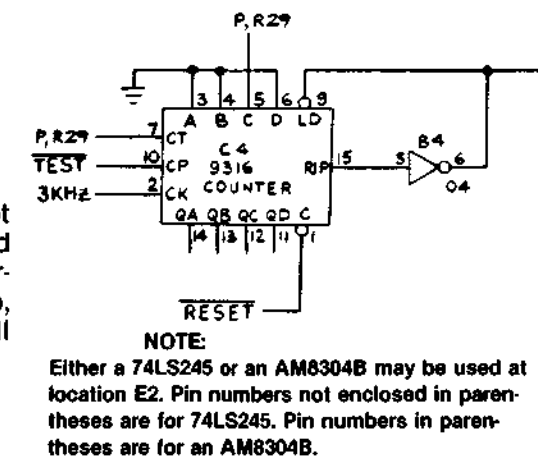 P,R29
3 4 5 6 9
A B C D LD
P,R29 7 CT
C4
B4
TEST 10 CP
9316
RIP 15 5 6
3KHz 2 CK
COUNTER
04
QA QB QC QD C
14 13 12 11 1
RESET
NOTE:
Either a 74LS245 or an AM8304B may be used at
location E2. Pin numbers not enclosed in paren-
theses are for 74LS245. Pin numbers in paren-
theses are for an AM8304B.